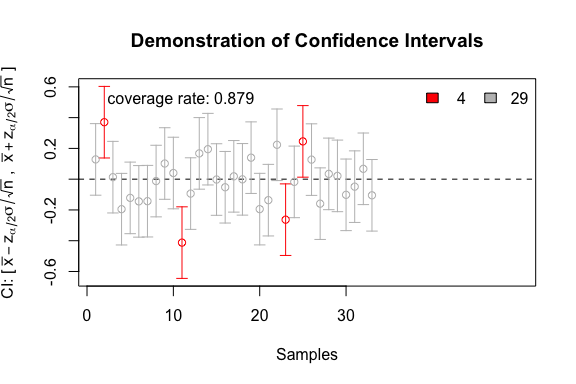 Demonstration of Confidence Intervals
CI: [ x̄ − zα/2σ/√n , x̄ + zα/2σ/√n ]
0.6
0.2
-0.2
-0.6
coverage rate: 0.879
4
29
0
10
20
30
Samples